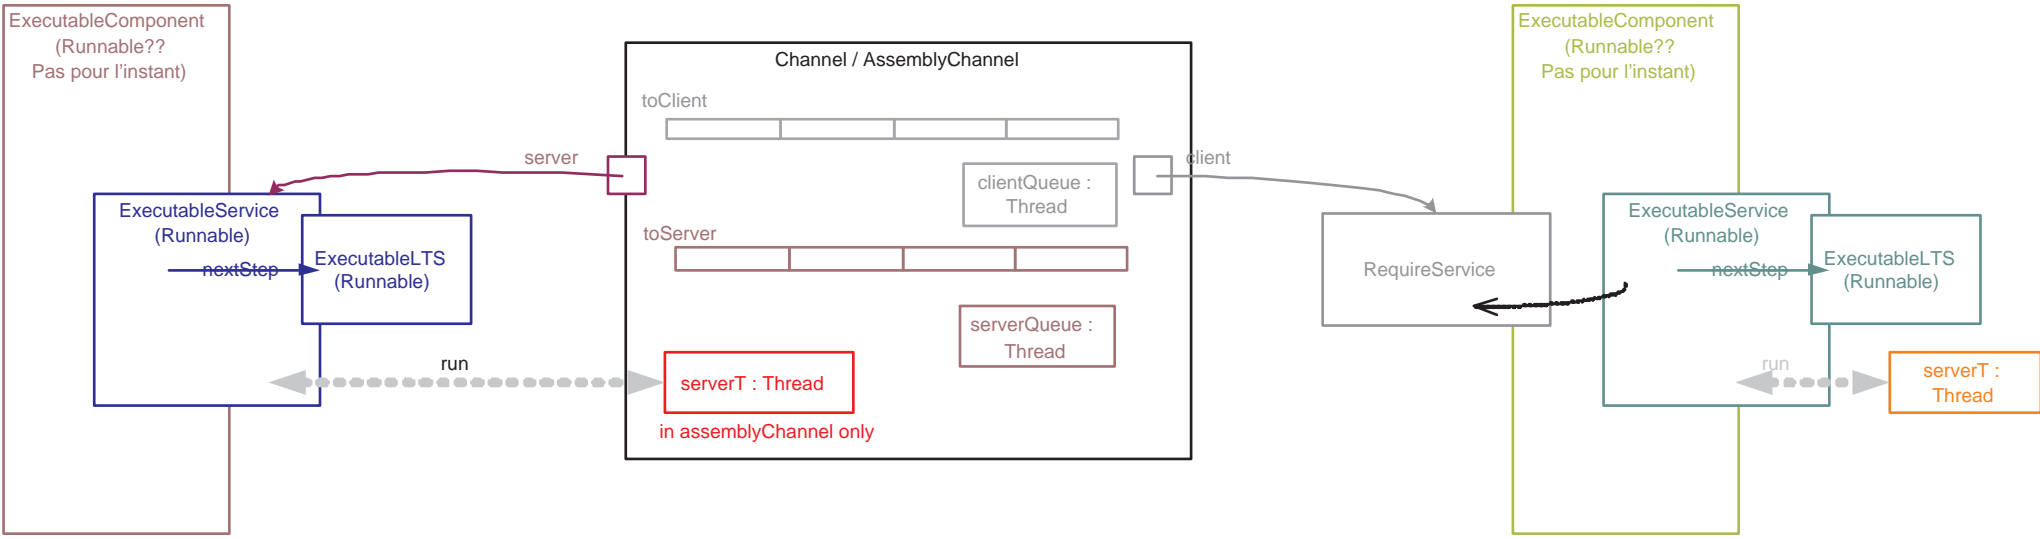 ExecutableComponent
(Runnable??
Pas pour l'instant)
ExecutableService
(Runnable)
nextStep
ExecutableLTS
(Runnable)
run
server
Channel / AssemblyChannel
toClient
clientQueue :
Thread
toServer
serverQueue :
Thread
serverT : Thread
in assemblyChannel only
client
RequireService
ExecutableComponent
(Runnable??
Pas pour l'instant)
ExecutableService
(Runnable)
nextStep
ExecutableLTS
(Runnable)
run
serverT :
Thread